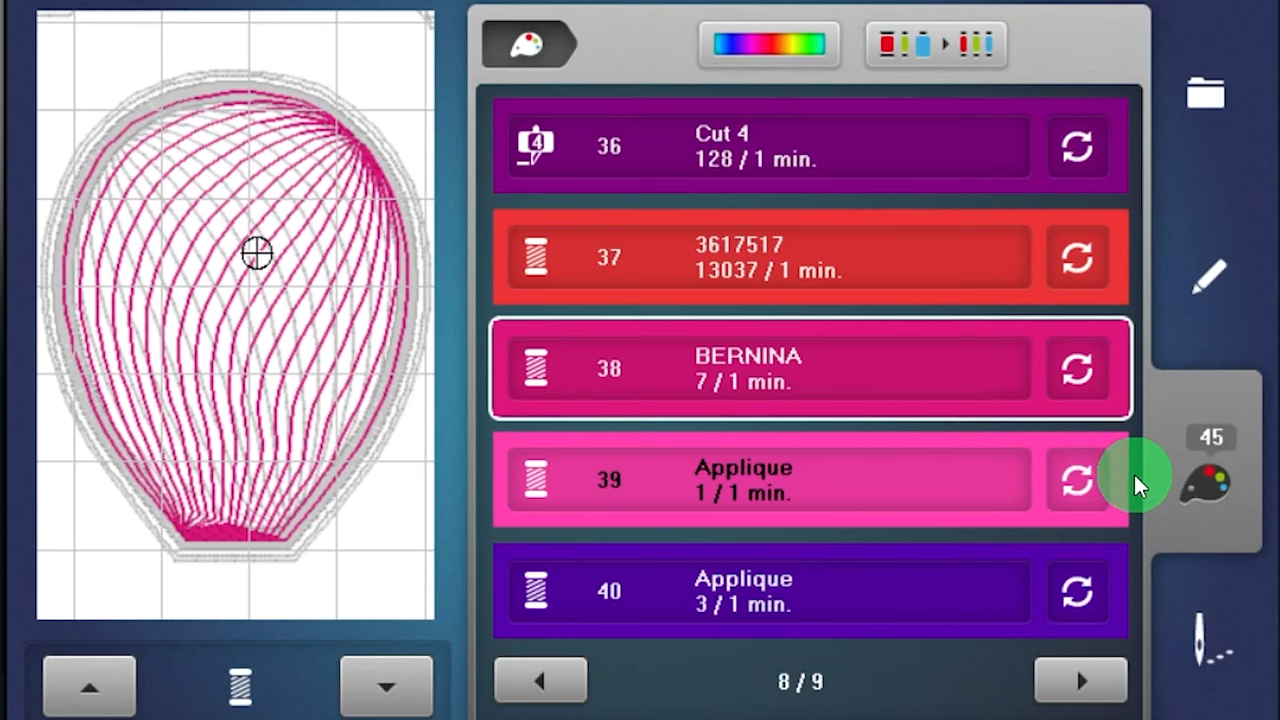 36
Cut 4
128 / 1 min.
4
37
3617517
13037 / 1 min.
38
BERNINA
7 / 1 min.
39
Applique
1 / 1 min.
40
Applique
3 / 1 min.
45
8 / 9